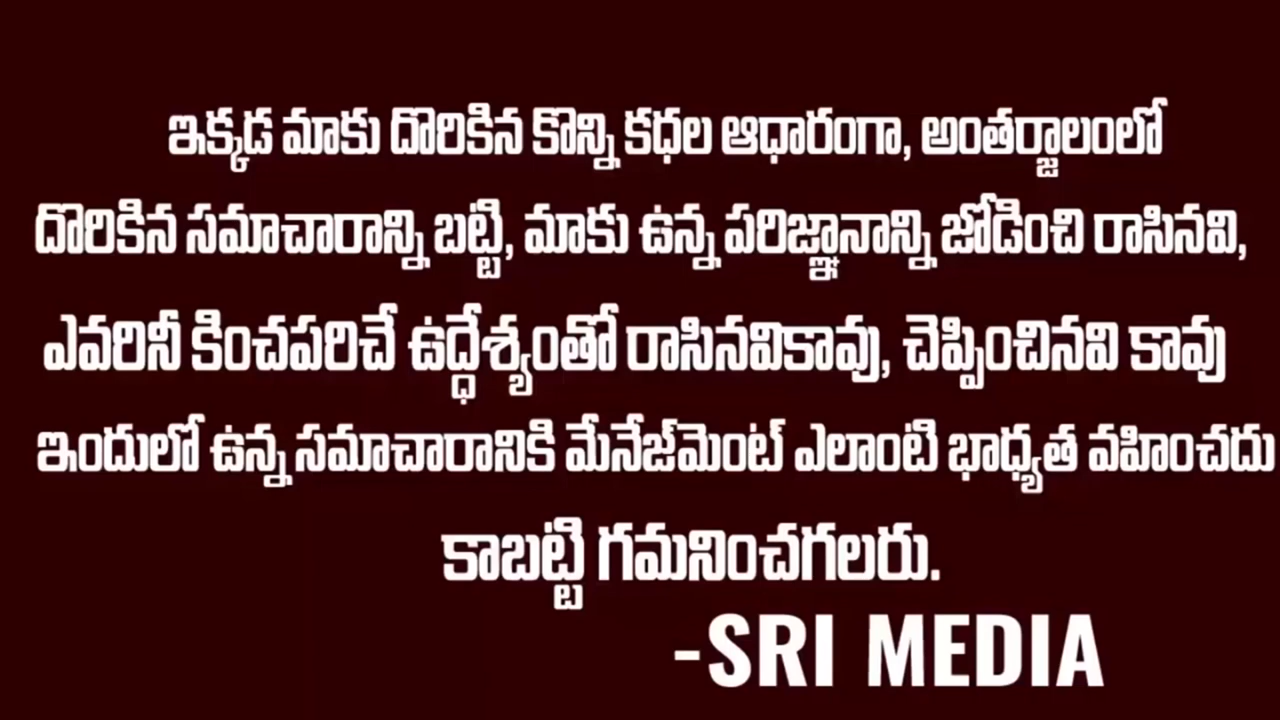 ఇక్కడ మాకు దొరికిన కొన్ని కధల ఆధారంగా, అంతర్జాలంలో
దొరికిన సమాచారాన్ని బట్టి, మాకు ఉన్న పరిజ్ఞానాన్ని జోడించి రాసినవి,
ఎవరినీ కించపరిచే ఉద్ధేశ్యంతో రాసినవికావు, చెప్పించినవి కావు
ఇందులో ఉన్న సమాచారానికి మేనేజ్‌మెంట్ ఎలాంటి భాధ్యత వహించదు
కాబట్టి గమనించగలరు.
-SRI MEDIA